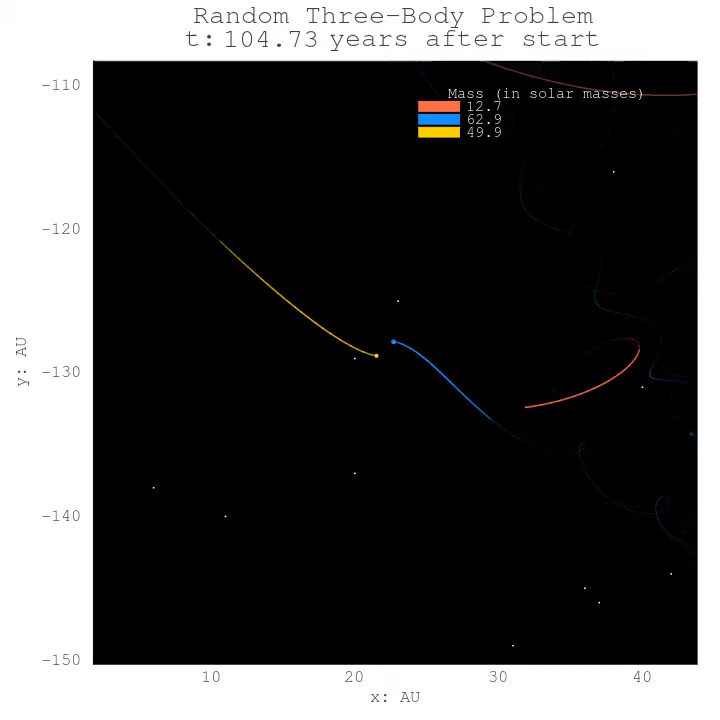 Random Three-Body Problem
t: 104.73 years after start
-110
Mass (in solar masses)
12.7
62.9
49.9
-120
-130
y: AU
-140
-150
10 20 30 40
x: AU